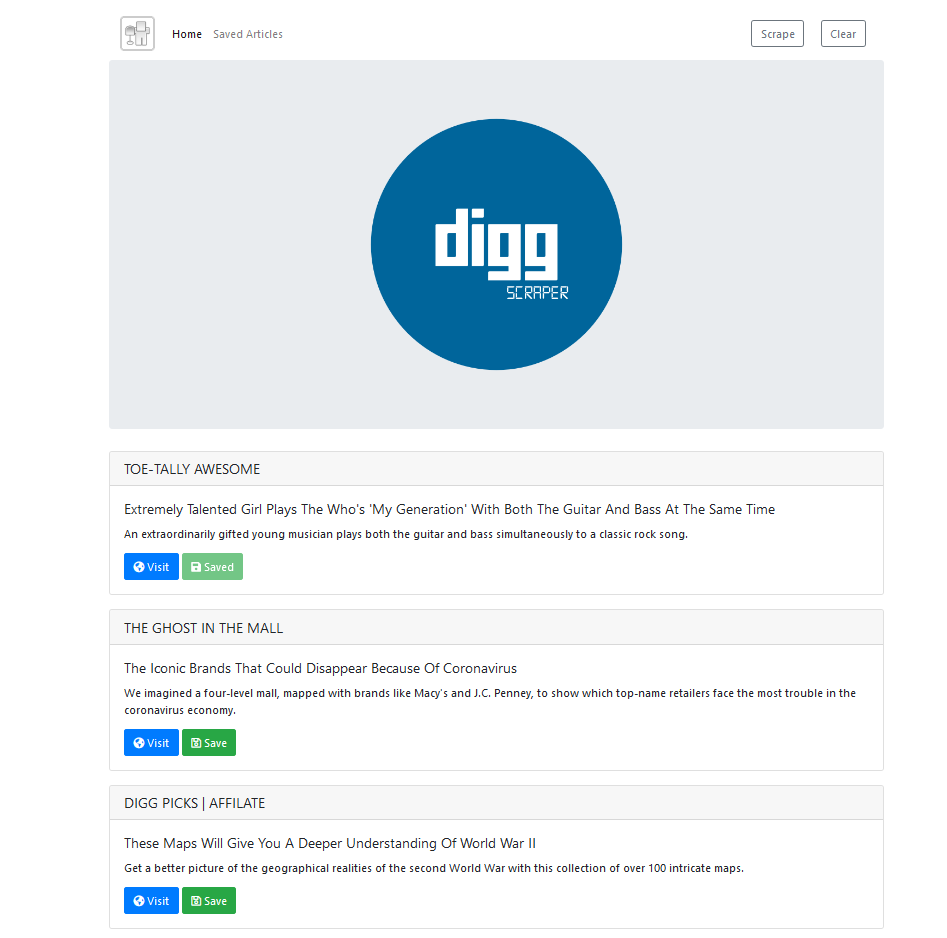 Home Saved Articles Scrape Clear
digg
SCRAPER
TOE-TALLY AWESOME
Extremely Talented Girl Plays The Who's 'My Generation' With Both The Guitar And Bass At The Same Time
An extraordinarily gifted young musician plays both the guitar and bass simultaneously to a classic rock song.
Visit Saved
THE GHOST IN THE MALL
The Iconic Brands That Could Disappear Because Of Coronavirus
We imagined a four-level mall, mapped with brands like Macy's and J.C. Penney, to show which top-name retailers face the most trouble in the
coronavirus economy.
Visit Save
DIGG PICKS | AFFILATE
These Maps Will Give You A Deeper Understanding Of World War II
Get a better picture of the geographical realities of the second World War with this collection of over 100 intricate maps.
Visit Save